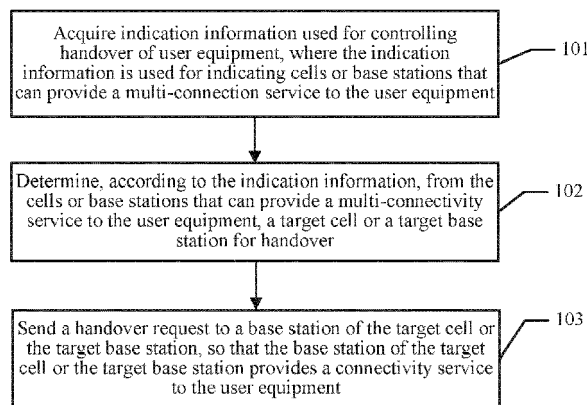 Acquire indication information used for controlling
handover of user equipment, where the indication
information is used for indicating cells or base stations that
can provide a multi-connection service to the user equipment
101
Determine, according to the indication information, from the
cells or base stations that can provide a multi-connectivity
service to the user equipment, a target cell or a target base
station for handover
102
Send a handover request to a base station of the target cell or
the target base station, so that the base station of the target
cell or the target base station provides a connectivity service
to the user equipment
103